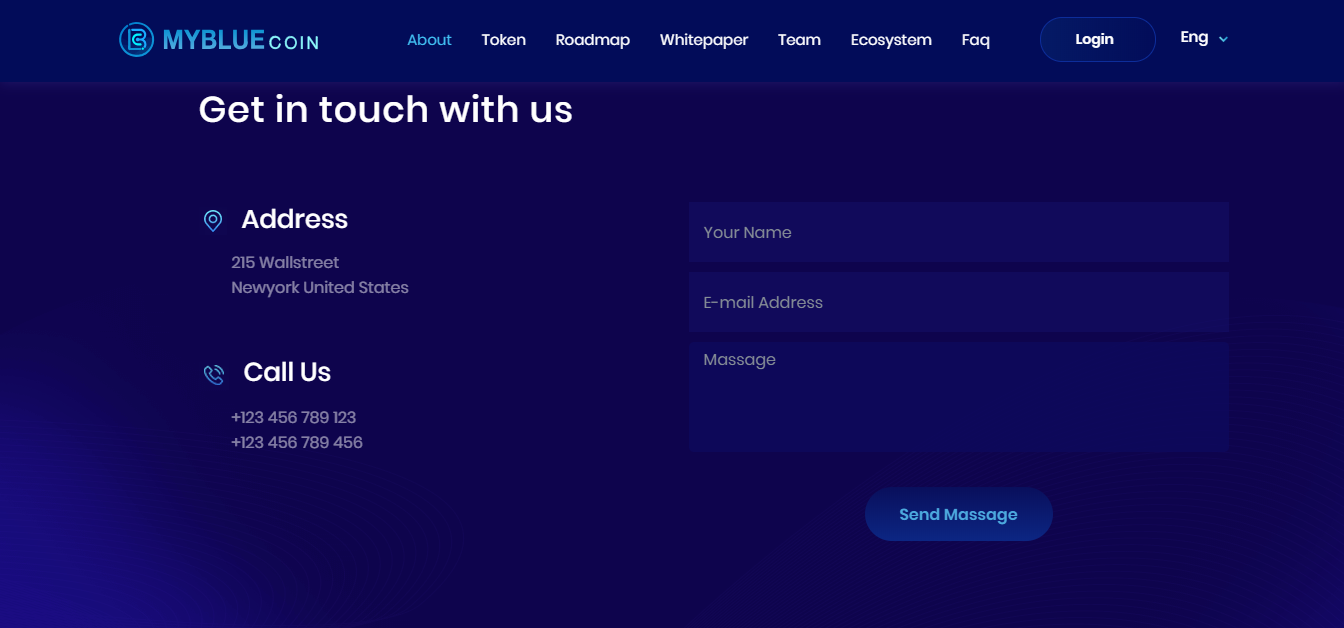 MYBLUE COIN
About Token Roadmap Whitepaper Team Ecosystem Faq Login Eng
Get in touch with us
Address
215 Wallstreet
Newyork United States
Call Us
+123 456 789 123
+123 456 789 456
Your Name
E-mail Address
Massage
Send Massage